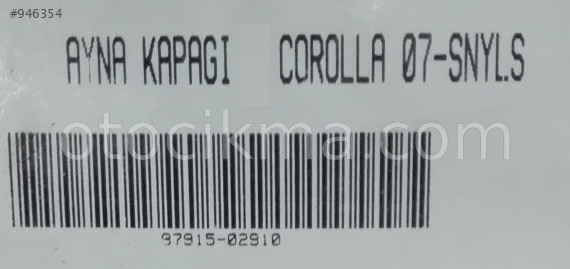 #946354
AYNA KAPAGI COROLLA 07-SNYL.S
otocikma.com
97915-02910